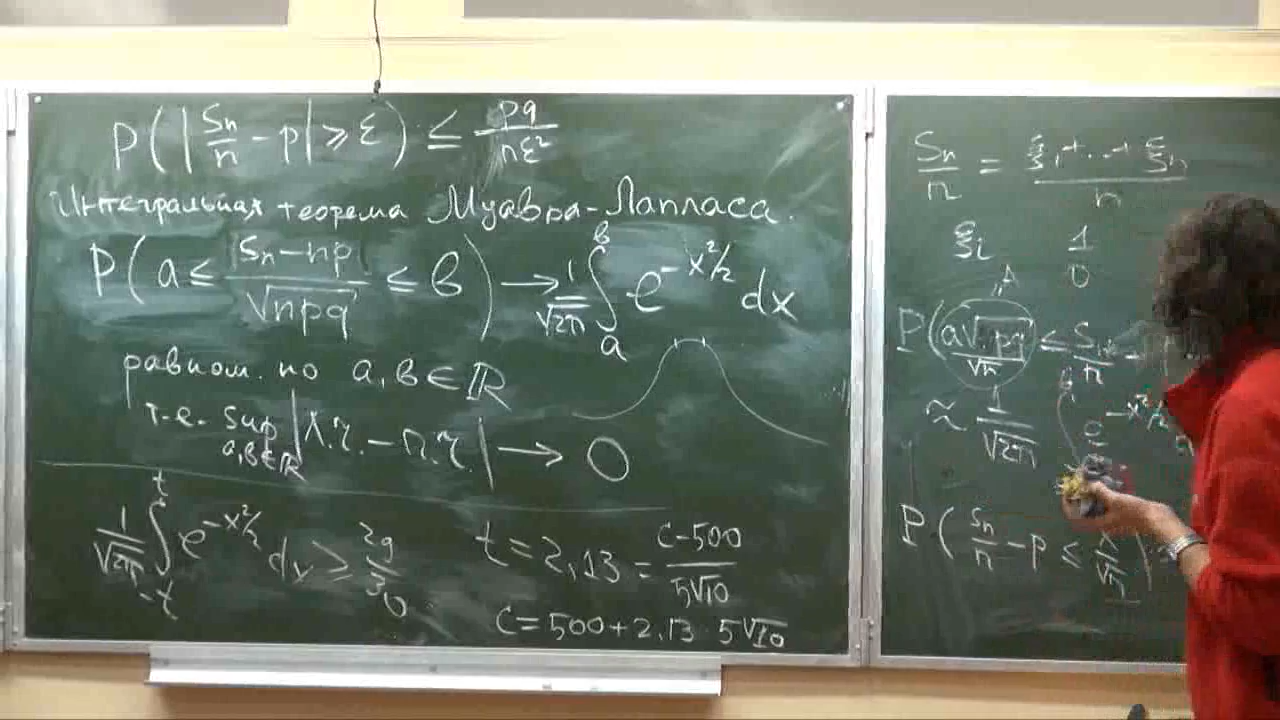 P(|Sn/n − p| ⩾ ε) ≤ pq/nε²
Интегральная теорема Муавра-Лапласа.
P(a ≤ (Sn−np)/√npq ≤ b) → 1/√2π ∫ₐᵇ e^(−x²/2) dx
равном. по a, b ∈ ℝ
т.е. sup a,b∈ℝ |л.ч. − п.ч.| → 0
1/√2π ∫₋ₜᵗ e^(−x²/2) dx ⩾ 29/30
t = 2,13 = (C−500)/5√10
C = 500 + 2.13 · 5√10
Sn/n = (ξ₁+...+ξn)/n
ξi 1
0
"A
P(a√pq/√n ≤ Sn/n −
≈ 1/√2π ∫ᵇ e^(−x²/2
P(Sn/n − p ≤ x/√n)